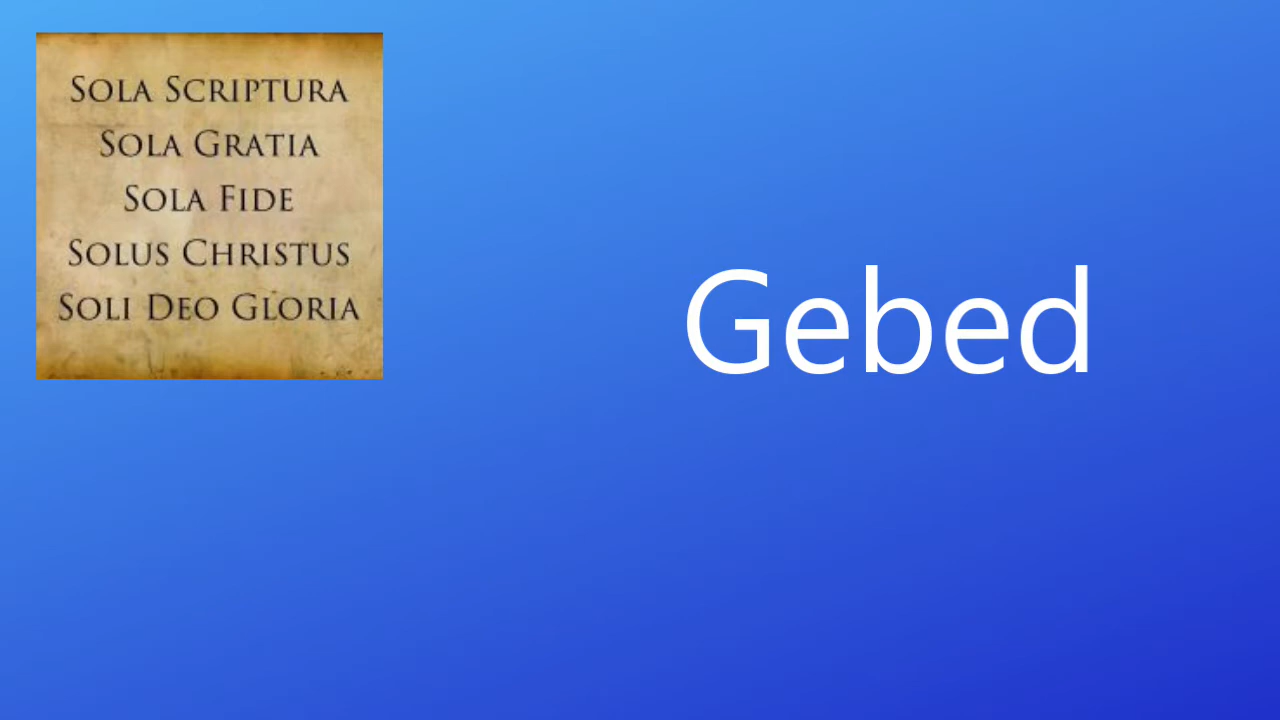 Sola Scriptura
Sola Gratia
Sola Fide
Solus Christus
Soli Deo Gloria
Gebed